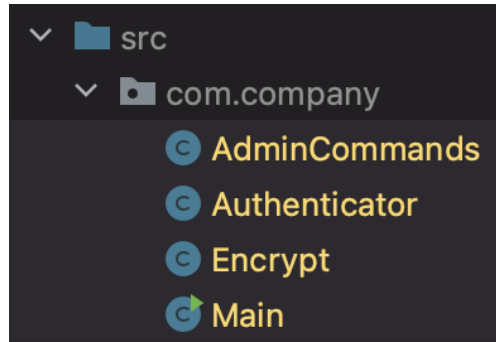 src
com.company
C AdminCommands
C Authenticator
C Encrypt
C Main